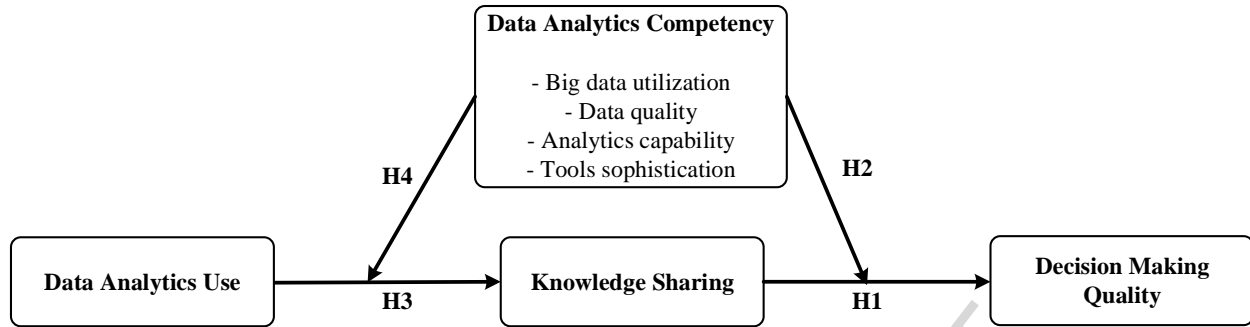 Data Analytics Competency
- Big data utilization
- Data quality
- Analytics capability
- Tools sophistication
H4
H2
Data Analytics Use
H3
Knowledge Sharing
H1
Decision Making
Quality